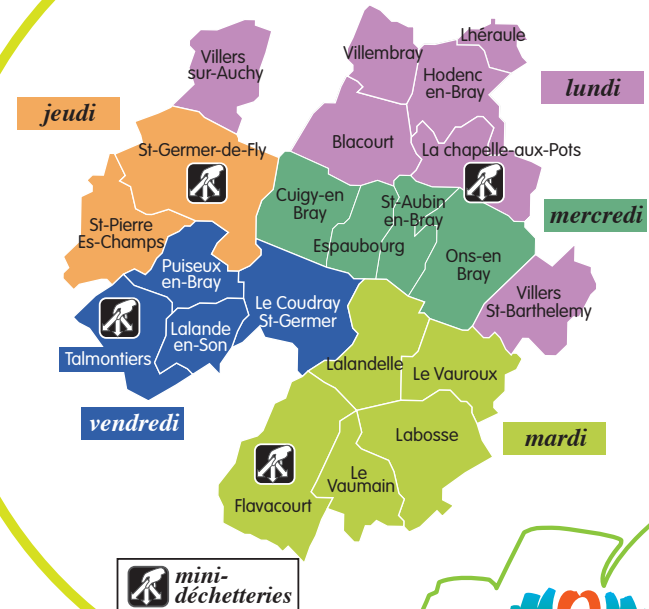 Lhéraule
Villembray
Villers
sur-Auchy
Hodenc
en-Bray
lundi
jeudi
Blacourt
La chapelle-aux-Pots
St-Germer-de-Fly
Cuigy-en
Bray
St-Aubin
en-Bray
mercredi
St-Pierre
Es-Champs
Espaubourg
Ons-en
Bray
Puiseux
en-Bray
Le Coudray
St-Germer
Villers
St-Barthelemy
Lalande
en-Son
Talmontiers
Lalandelle
Le Vauroux
vendredi
Labosse
mardi
Le
Vaumain
Flavacourt
mini-
déchetteries